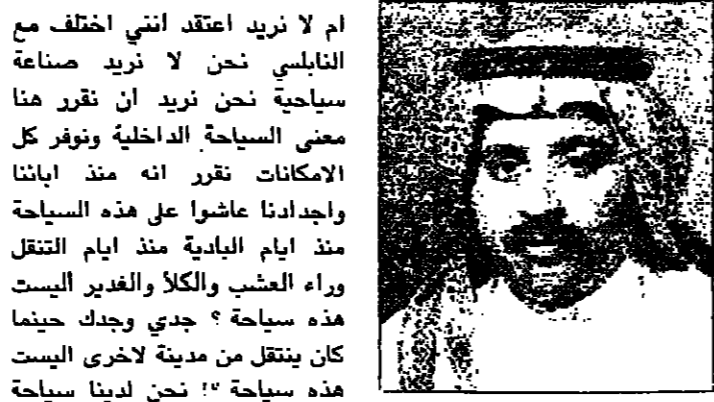 ام لا نريد اعتقد انني اختلف مع
النابلسي نحن لا نريد صناعة
سياحية نحن نريد ان نقرر هنا
معنى السياحة الداخلية ونوفر كل
الامكانات نقرر انه منذ ابائنا
واجدادنا عاشوا على هذه السياحة
منذ ايام البادية منذ ايام التنقل
وراء العشب والكلأ والغدير أليست
هذه سياحة ؟ جدي وجدك حينما
كان ينتقل من مدينة لاخرى اليست
هذه سياحة ؟! نحن لدينا سياحة